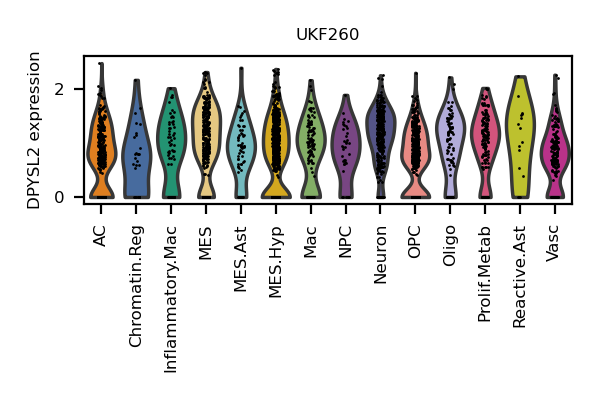 UKF260
DPYSL2 expression
2
0
AC
Chromatin.Reg
Inflammatory.Mac
MES
MES.Ast
MES.Hyp
Mac
NPC
Neuron
OPC
Oligo
Prolif.Metab
Reactive.Ast
Vasc